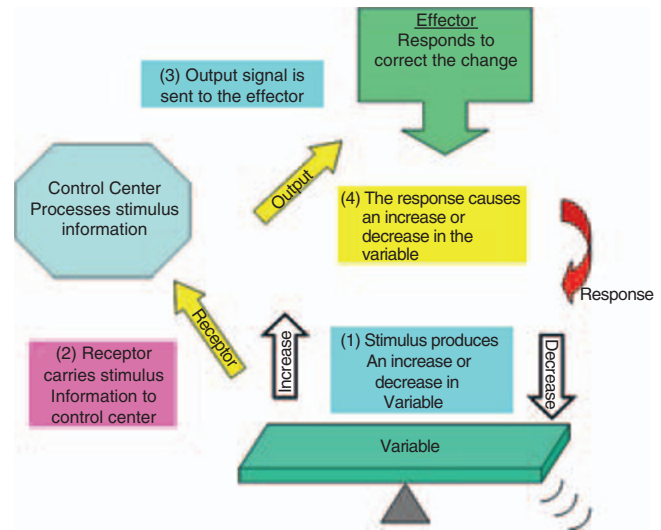 Effector
Responds to
correct the change
(3) Output signal is
sent to the effector
Control Center
Processes stimulus
information
Output
(4) The response causes
an increase or
decrease in the
variable
Response
Receptor
(2) Receptor
carries stimulus
Information to
control center
Increase
(1) Stimulus produces
An increase or
decrease in
Variable
Decrease
Variable